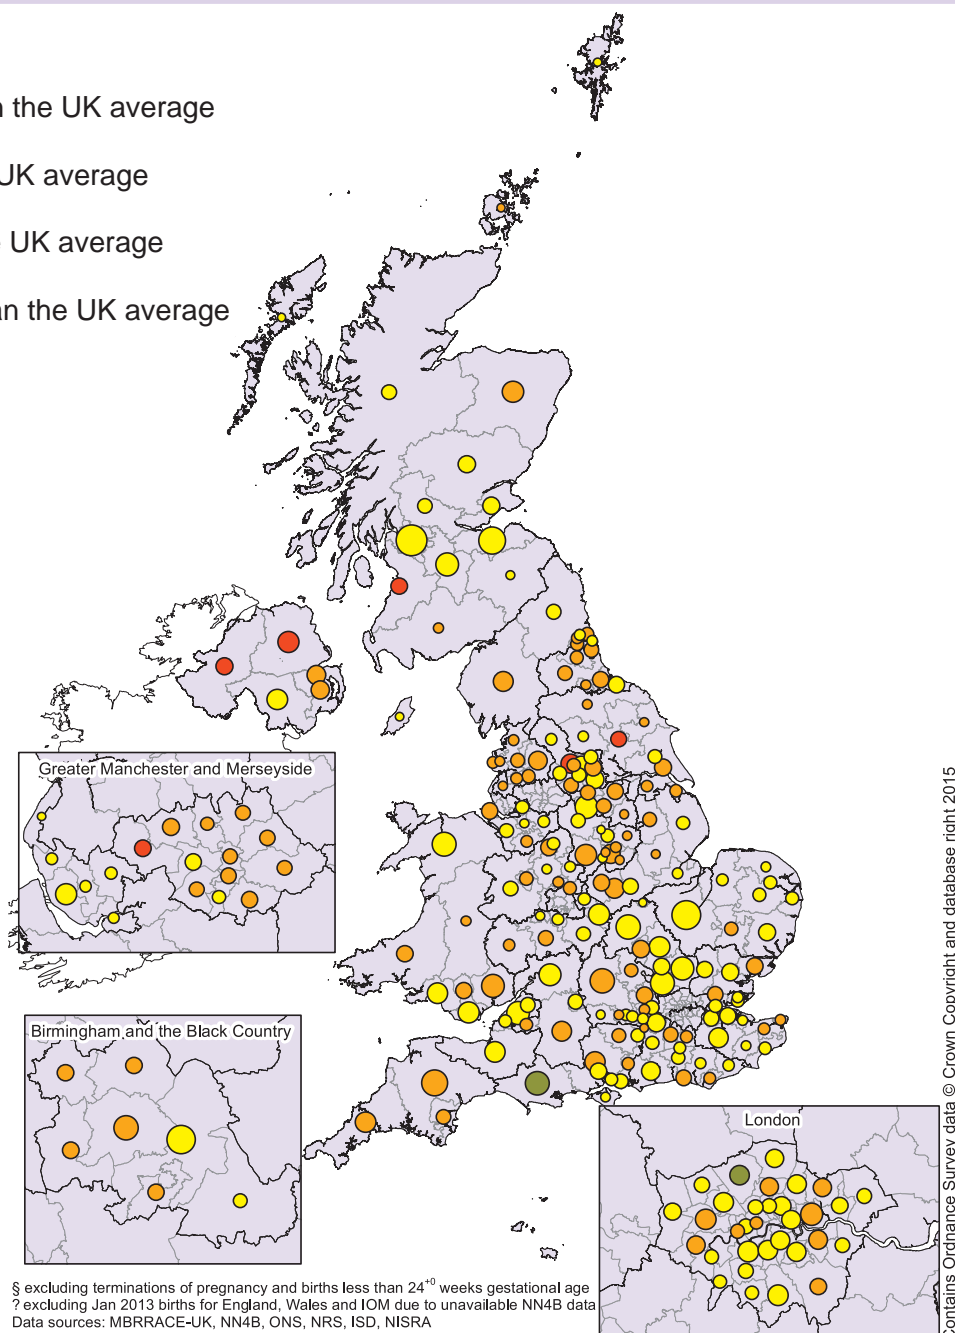 the UK average
UK average
UK average
an the UK average
Greater Manchester and Merseyside
Birmingham and the Black Country
London
§ excluding terminations of pregnancy and births less than 24⁺⁰ weeks gestational age
? excluding Jan 2013 births for England, Wales and IOM due to unavailable NN4B data
Data sources: MBRRACE-UK, NN4B, ONS, NRS, ISD, NISRA
Contains Ordnance Survey data © Crown Copyright and database right 2015